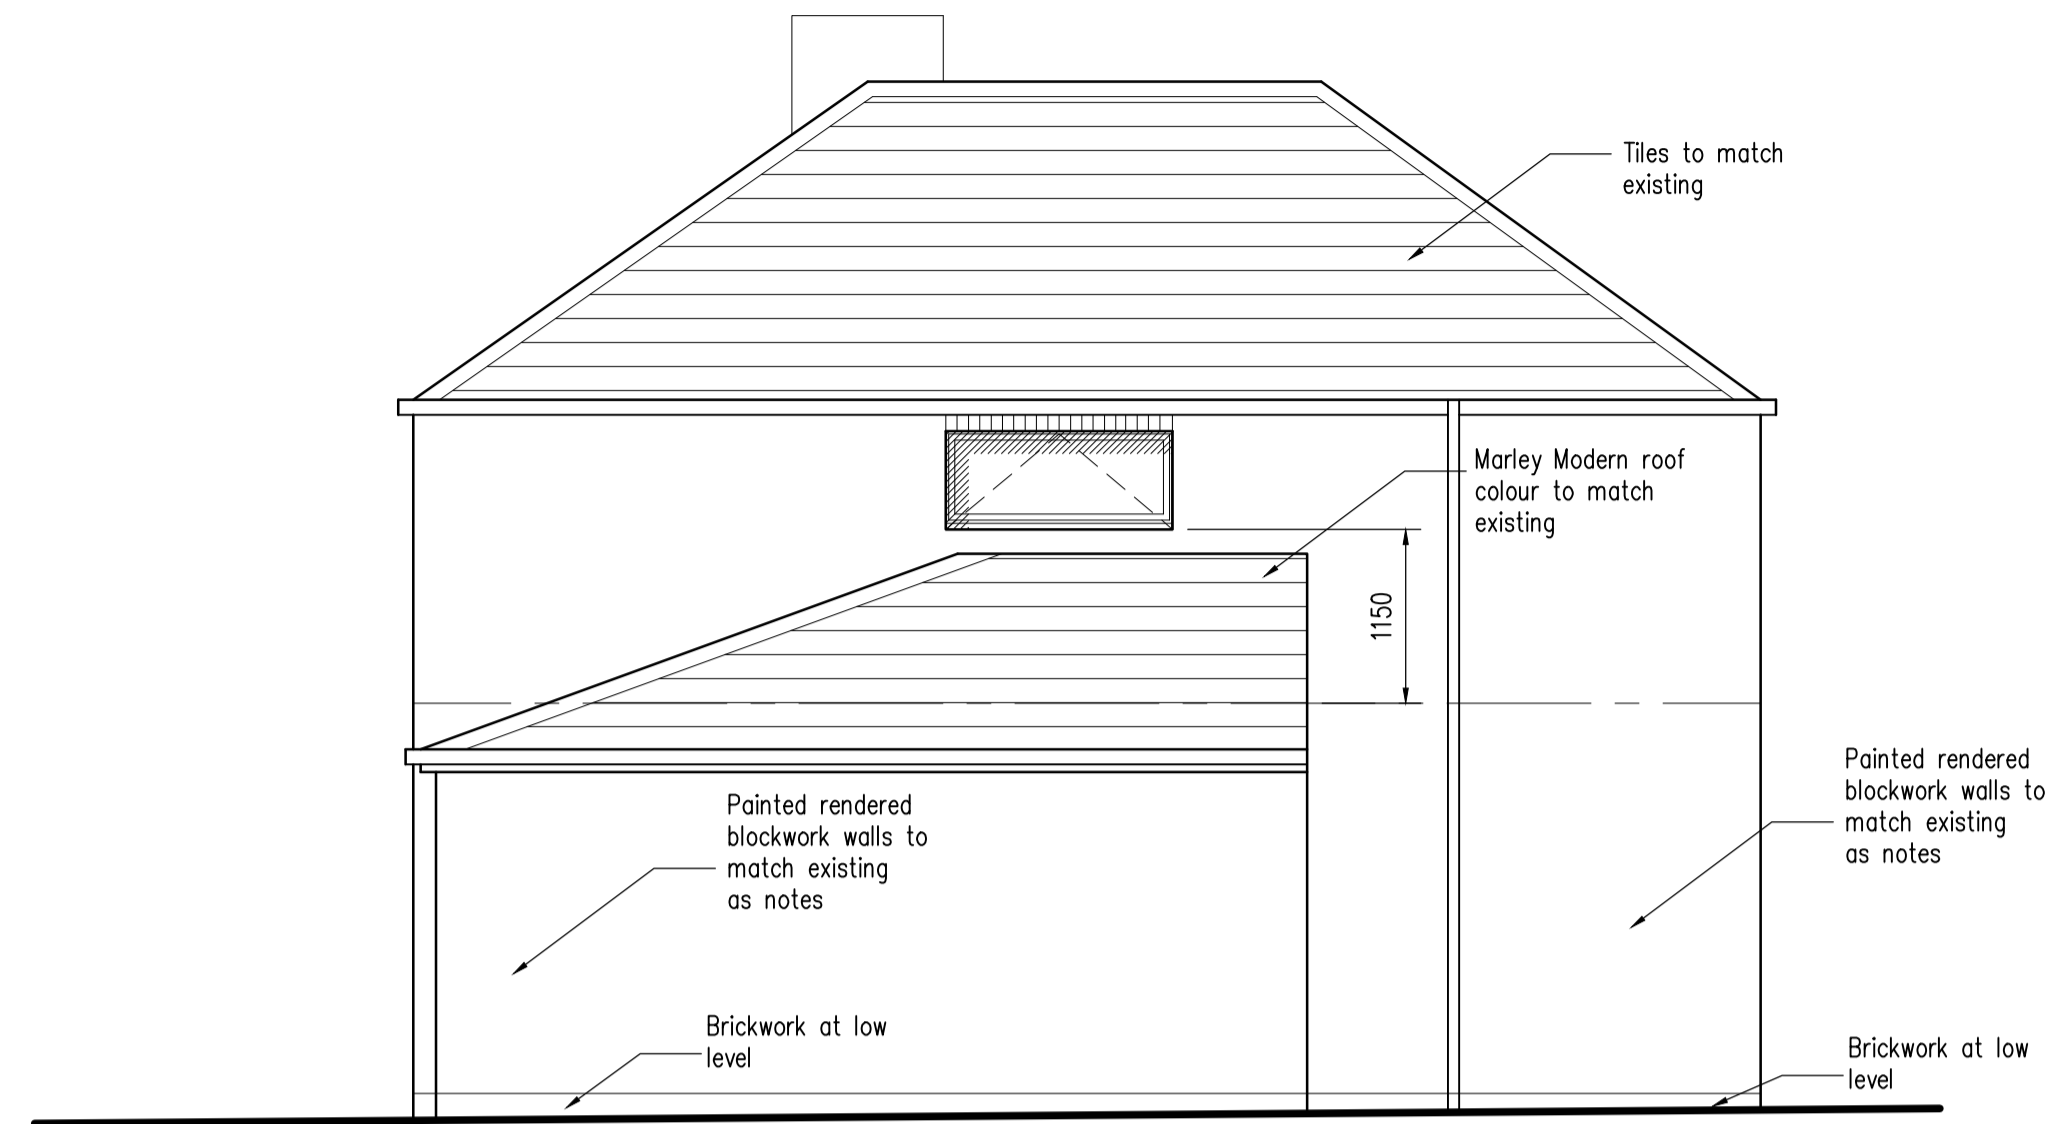 Tiles to match
existing
Marley Modern roof
colour to match
existing
1150
Painted rendered
blockwork walls to
match existing
as notes
Painted rendered
blockwork walls to
match existing
as notes
Brickwork at low
level
Brickwork at low
level